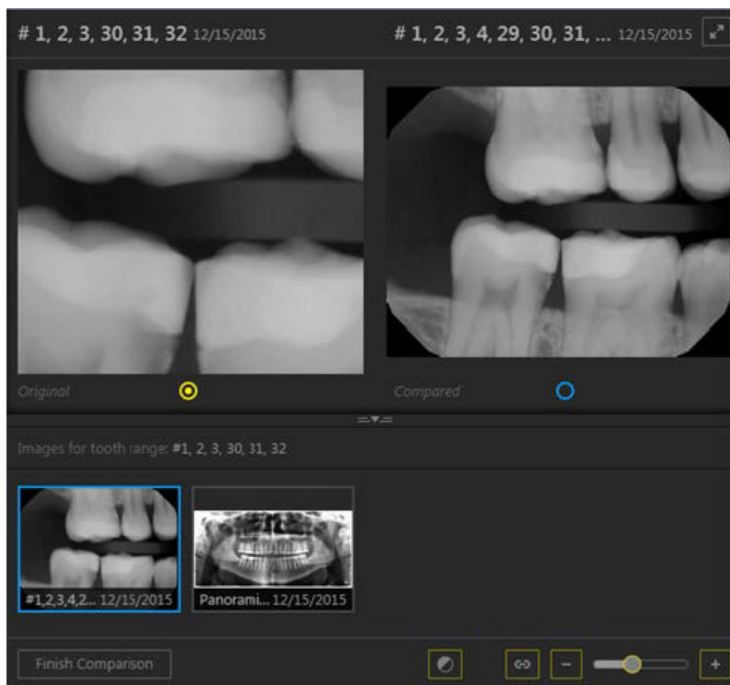 # 1, 2, 3, 30, 31, 32 12/15/2015
# 1, 2, 3, 4, 29, 30, 31, ... 12/15/2015
Original
Compared
Images for tooth range: #1, 2, 3, 30, 31, 32
#1,2,3,4,2... 12/15/2015
Panorami... 12/15/2015
Finish Comparison